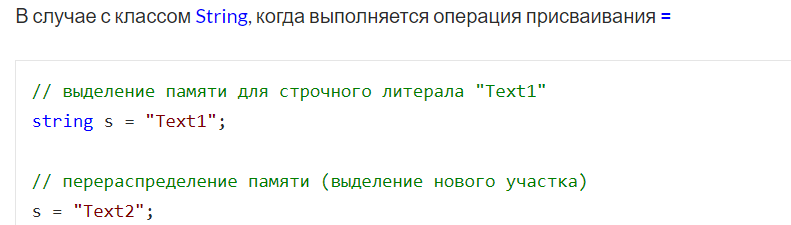 В случае с классом String, когда выполняется операция присваивания =
// выделение памяти для строчного литерала "Text1"
string s = "Text1";
// перераспределение памяти (выделение нового участка)
s = "Text2";